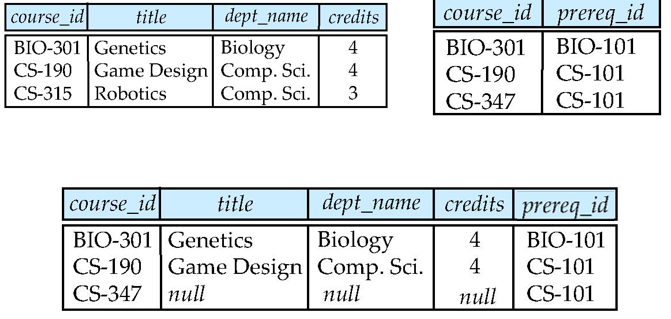 course_id title dept_name credits
BIO-301 Genetics Biology 4
CS-190 Game Design Comp. Sci. 4
CS-315 Robotics Comp. Sci. 3
course_id prereq_id
BIO-301 BIO-101
CS-190 CS-101
CS-347 CS-101
course_id title dept_name credits prereq_id
BIO-301 Genetics Biology 4 BIO-101
CS-190 Game Design Comp. Sci. 4 CS-101
CS-347 null null null CS-101